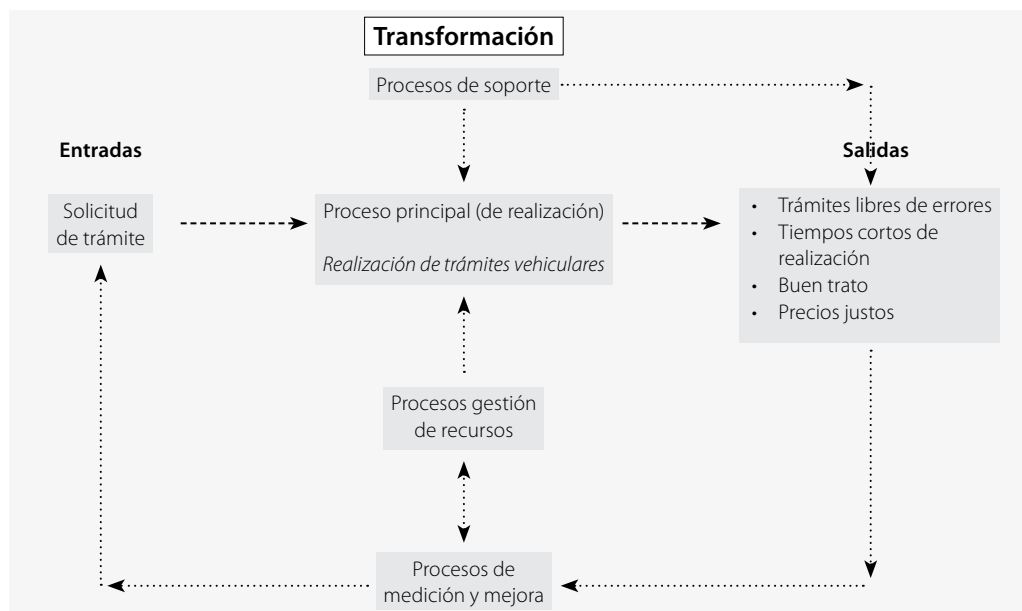 Transformación
Procesos de soporte
Entradas
Salidas
Solicitud
de trámite
Proceso principal (de realización)
Realización de trámites vehiculares
• Trámites libres de errores
• Tiempos cortos de
realización
• Buen trato
• Precios justos
Procesos gestión
de recursos
Procesos de
medición y mejora